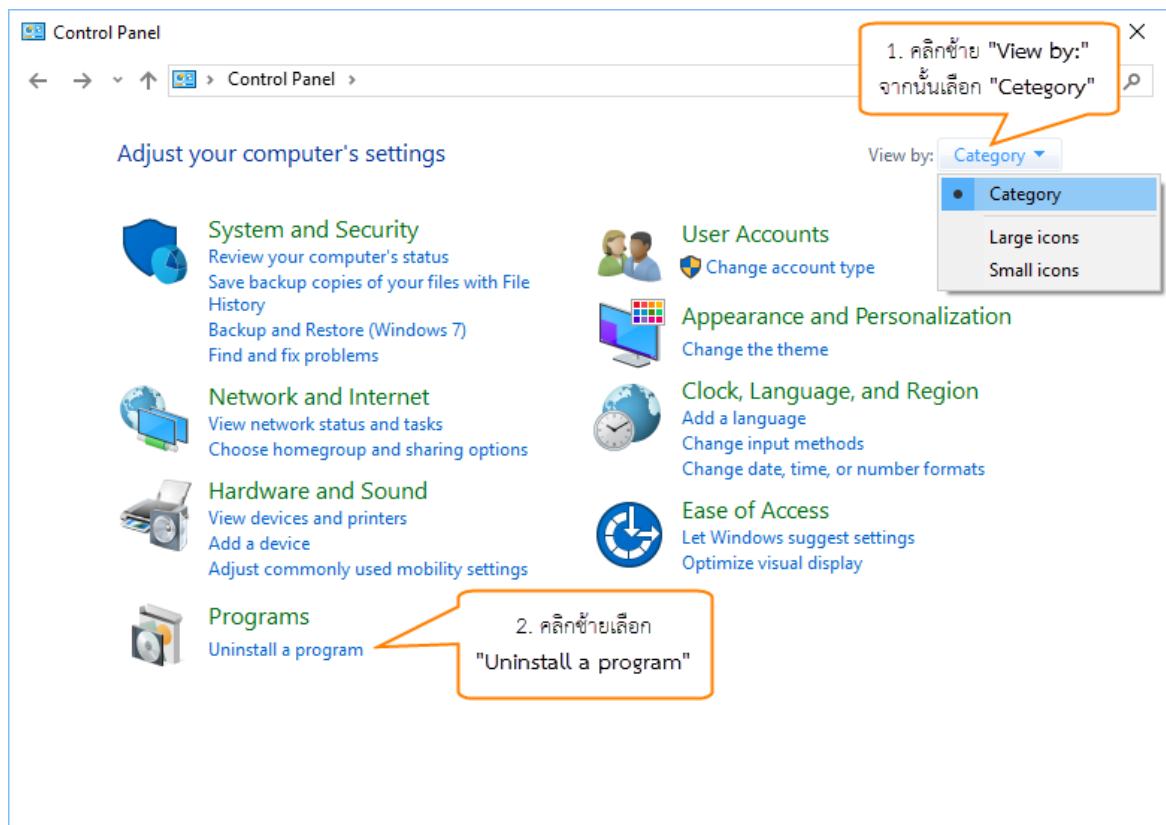 Control Panel
1. คลิกซ้าย "View by:"
จากนั้นเลือก "Cetegory"
Control Panel
Adjust your computer's settings
View by: Category
Category
Large icons
Small icons
System and Security
Review your computer's status
Save backup copies of your files with File
History
Backup and Restore (Windows 7)
Find and fix problems
Network and Internet
View network status and tasks
Choose homegroup and sharing options
Hardware and Sound
View devices and printers
Add a device
Adjust commonly used mobility settings
Programs
Uninstall a program
2. คลิกซ้ายเลือก
"Uninstall a program"
User Accounts
Change account type
Appearance and Personalization
Change the theme
Clock, Language, and Region
Add a language
Change input methods
Change date, time, or number formats
Ease of Access
Let Windows suggest settings
Optimize visual display